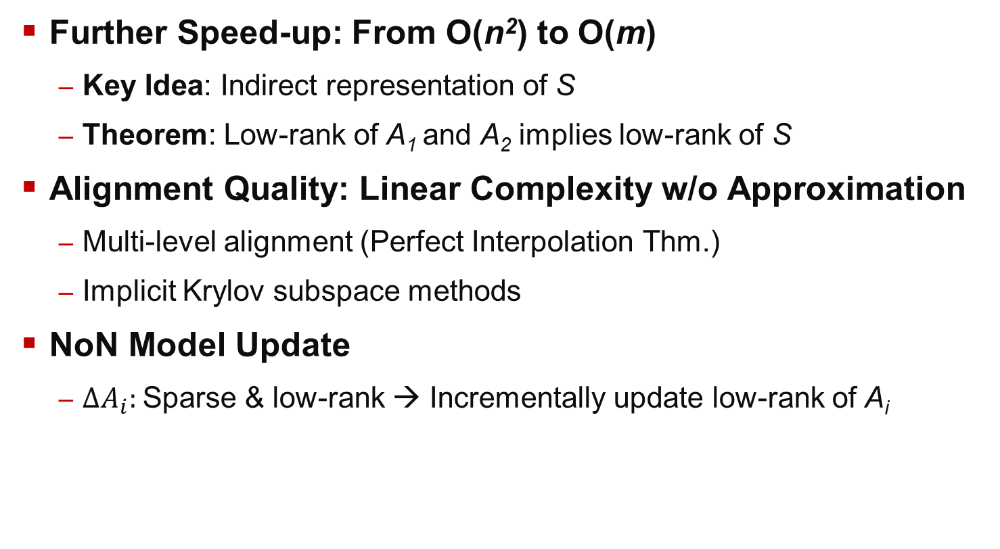 ▪ Further Speed-up: From O(n²) to O(m)
– Key Idea: Indirect representation of S
– Theorem: Low-rank of A₁ and A₂ implies low-rank of S
▪ Alignment Quality: Linear Complexity w/o Approximation
– Multi-level alignment (Perfect Interpolation Thm.)
– Implicit Krylov subspace methods
▪ NoN Model Update
– ΔAᵢ: Sparse & low-rank → Incrementally update low-rank of Aᵢ